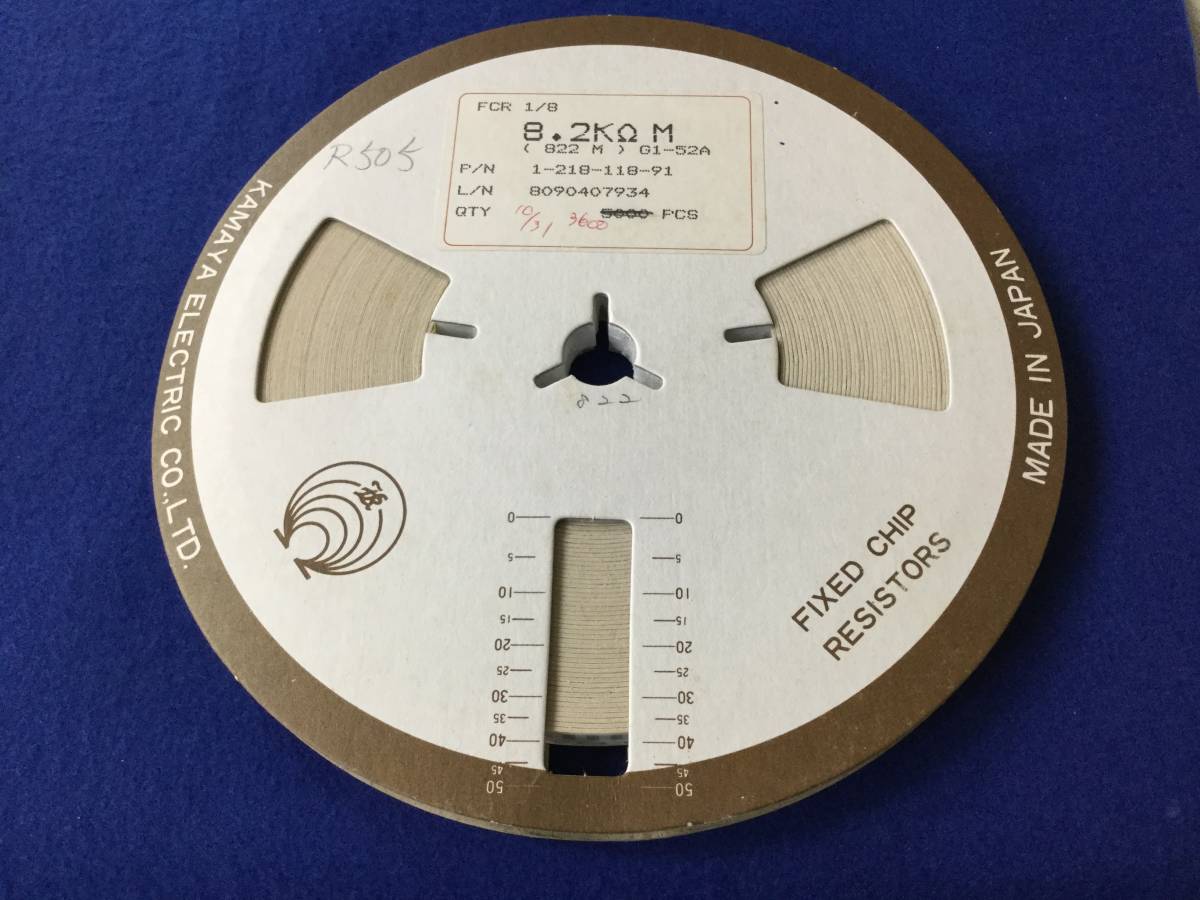 FCR 1/8
8.2KΩ M
( 822 M ) G1-52A
P/N 1-218-118-91
L/N 8090407934
QTY 10/31 3600 5000 PCS
R505
822
KAMAYA ELECTRIC CO.,LTD.
MADE IN JAPAN
FIXED CHIP
RESISTORS
0 0
5 5
10 10
15 15
20 20
25 25
30 30
35 35
40 40
45 45
50 50